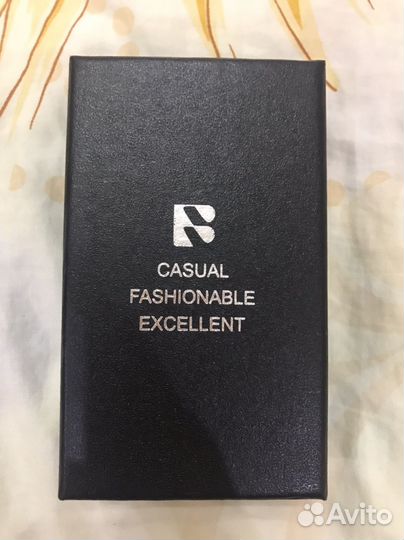 B
CASUAL
FASHIONABLE
EXCELLENT
Avito